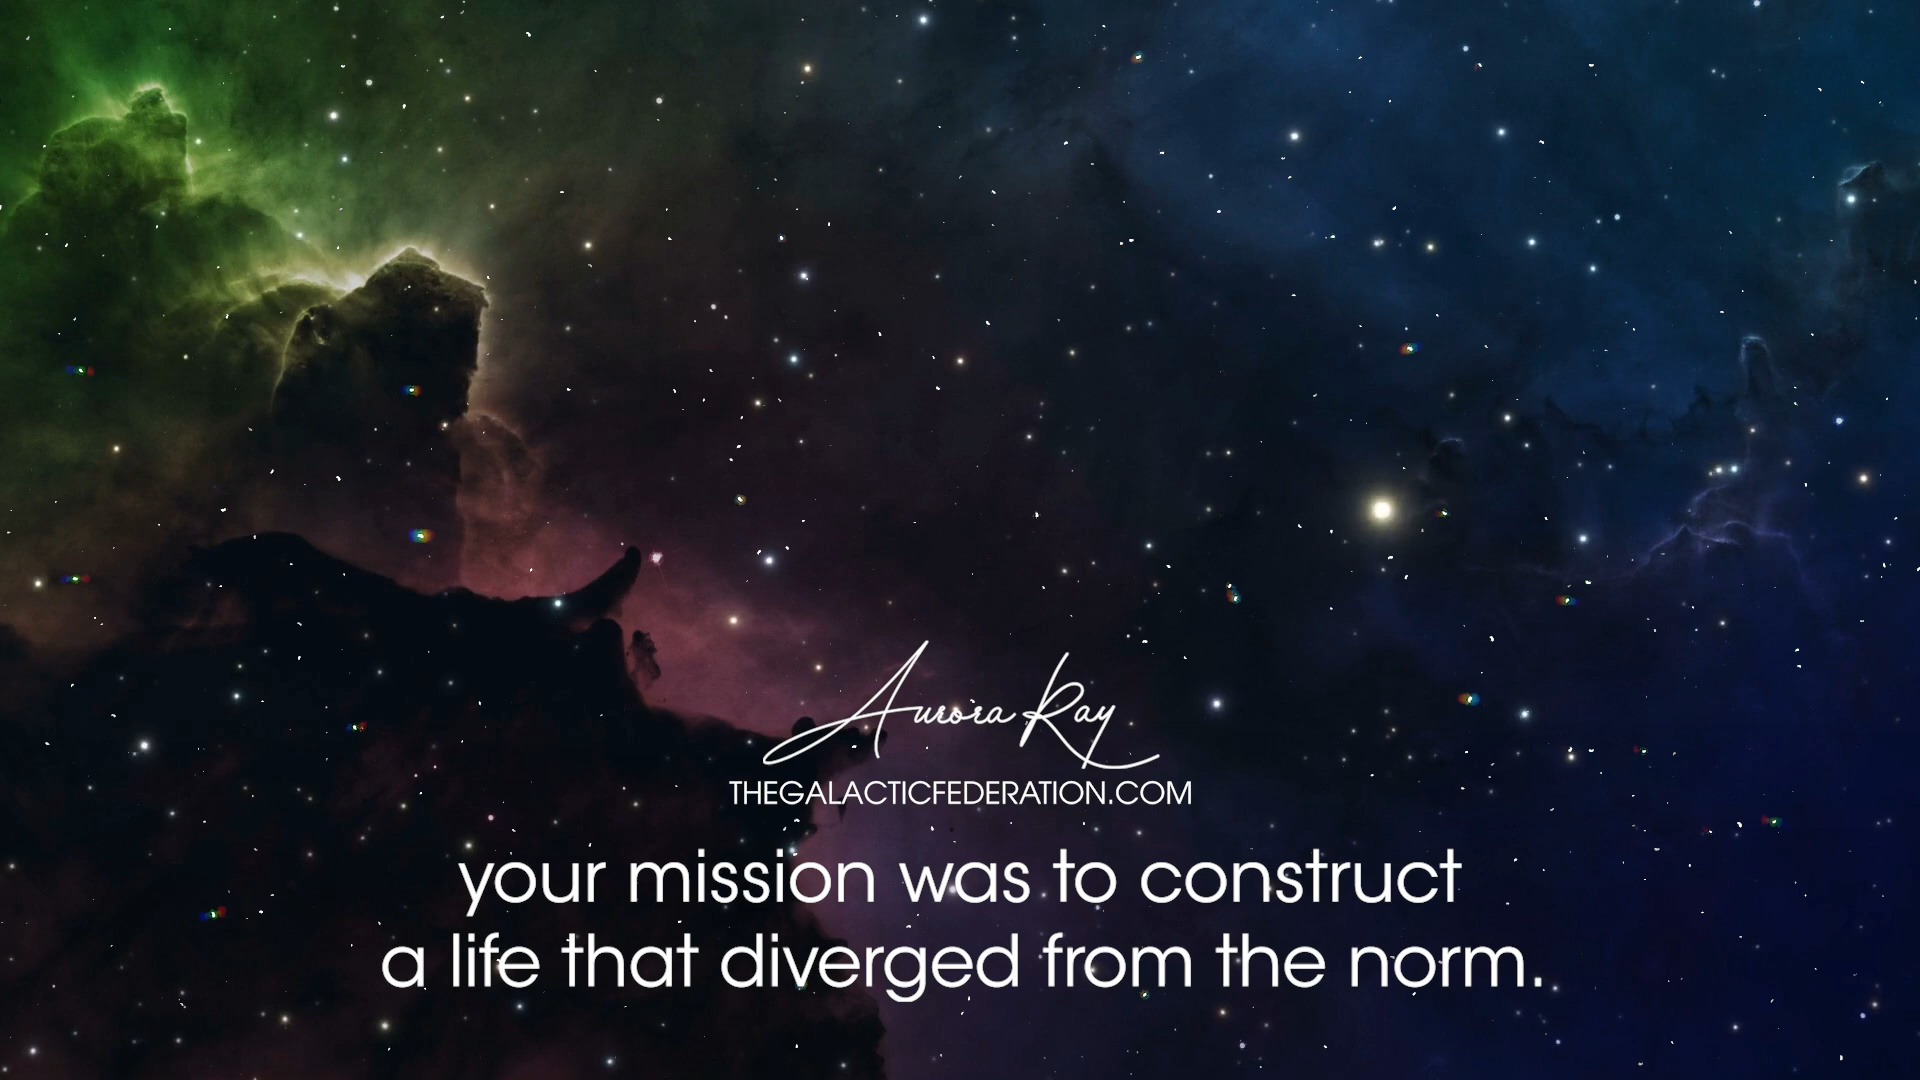 Aurora Ray
THEGALACTICFEDERATION.COM
your mission was to construct
a life that diverged from the norm.